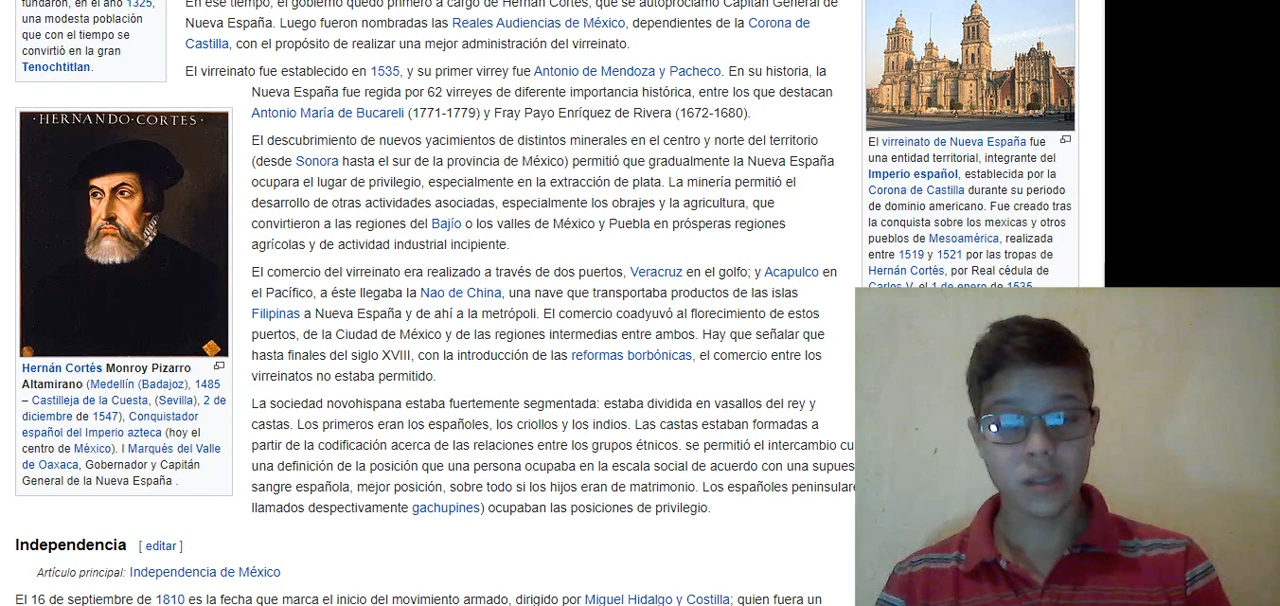 fundaron, en el año 1325,
una modesta población
que con el tiempo se
convirtió en la gran
Tenochtitlan.
En ese tiempo, el gobierno quedó primero a cargo de Hernán Cortés, que se autoproclamó Capitán General de
Nueva España. Luego fueron nombradas las Reales Audiencias de México, dependientes de la Corona de
Castilla, con el propósito de realizar una mejor administración del virreinato.
El virreinato fue establecido en 1535, y su primer virrey fue Antonio de Mendoza y Pacheco. En su historia, la
Nueva España fue regida por 62 virreyes de diferente importancia histórica, entre los que destacan
Antonio María de Bucareli (1771-1779) y Fray Payo Enríquez de Rivera (1672-1680).
El descubrimiento de nuevos yacimientos de distintos minerales en el centro y norte del territorio
(desde Sonora hasta el sur de la provincia de México) permitió que gradualmente la Nueva España
ocupara el lugar de privilegio, especialmente en la extracción de plata. La minería permitió el
desarrollo de otras actividades asociadas, especialmente los obrajes y la agricultura, que
convirtieron a las regiones del Bajío o los valles de México y Puebla en prósperas regiones
agrícolas y de actividad industrial incipiente.
El comercio del virreinato era realizado a través de dos puertos, Veracruz en el golfo; y Acapulco en
el Pacífico, a éste llegaba la Nao de China, una nave que transportaba productos de las islas
Filipinas a Nueva España y de ahí a la metrópoli. El comercio coadyuvó al florecimiento de estos
puertos, de la Ciudad de México y de las regiones intermedias entre ambos. Hay que señalar que
hasta finales del siglo XVIII, con la introducción de las reformas borbónicas, el comercio entre los
virreinatos no estaba permitido.
La sociedad novohispana estaba fuertemente segmentada: estaba dividida en vasallos del rey y
castas. Los primeros eran los españoles, los criollos y los indios. Las castas estaban formadas a
partir de la codificación acerca de las relaciones entre los grupos étnicos. se permitió el intercambio cu
una definición de la posición que una persona ocupaba en la escala social de acuerdo con una supues
sangre española, mejor posición, sobre todo si los hijos eran de matrimonio. Los españoles peninsulare
llamados despectivamente gachupines) ocupaban las posiciones de privilegio.
·HERNANDO·CORTES·
Hernán Cortés Monroy Pizarro
Altamirano (Medellín (Badajoz), 1485
– Castilleja de la Cuesta, (Sevilla), 2 de
diciembre de 1547), Conquistador
español del Imperio azteca (hoy el
centro de México). I Marqués del Valle
de Oaxaca, Gobernador y Capitán
General de la Nueva España .
El virreinato de Nueva España fue
una entidad territorial, integrante del
Imperio español, establecida por la
Corona de Castilla durante su periodo
de dominio americano. Fue creado tras
la conquista sobre los mexicas y otros
pueblos de Mesoamérica, realizada
entre 1519 y 1521 por las tropas de
Hernán Cortés, por Real cédula de
Carlos V, el 1 de enero de 1535.
Independencia [ editar ]
Artículo principal: Independencia de México
El 16 de septiembre de 1810 es la fecha que marca el inicio del movimiento armado, dirigido por Miguel Hidalgo y Costilla; quien fuera un